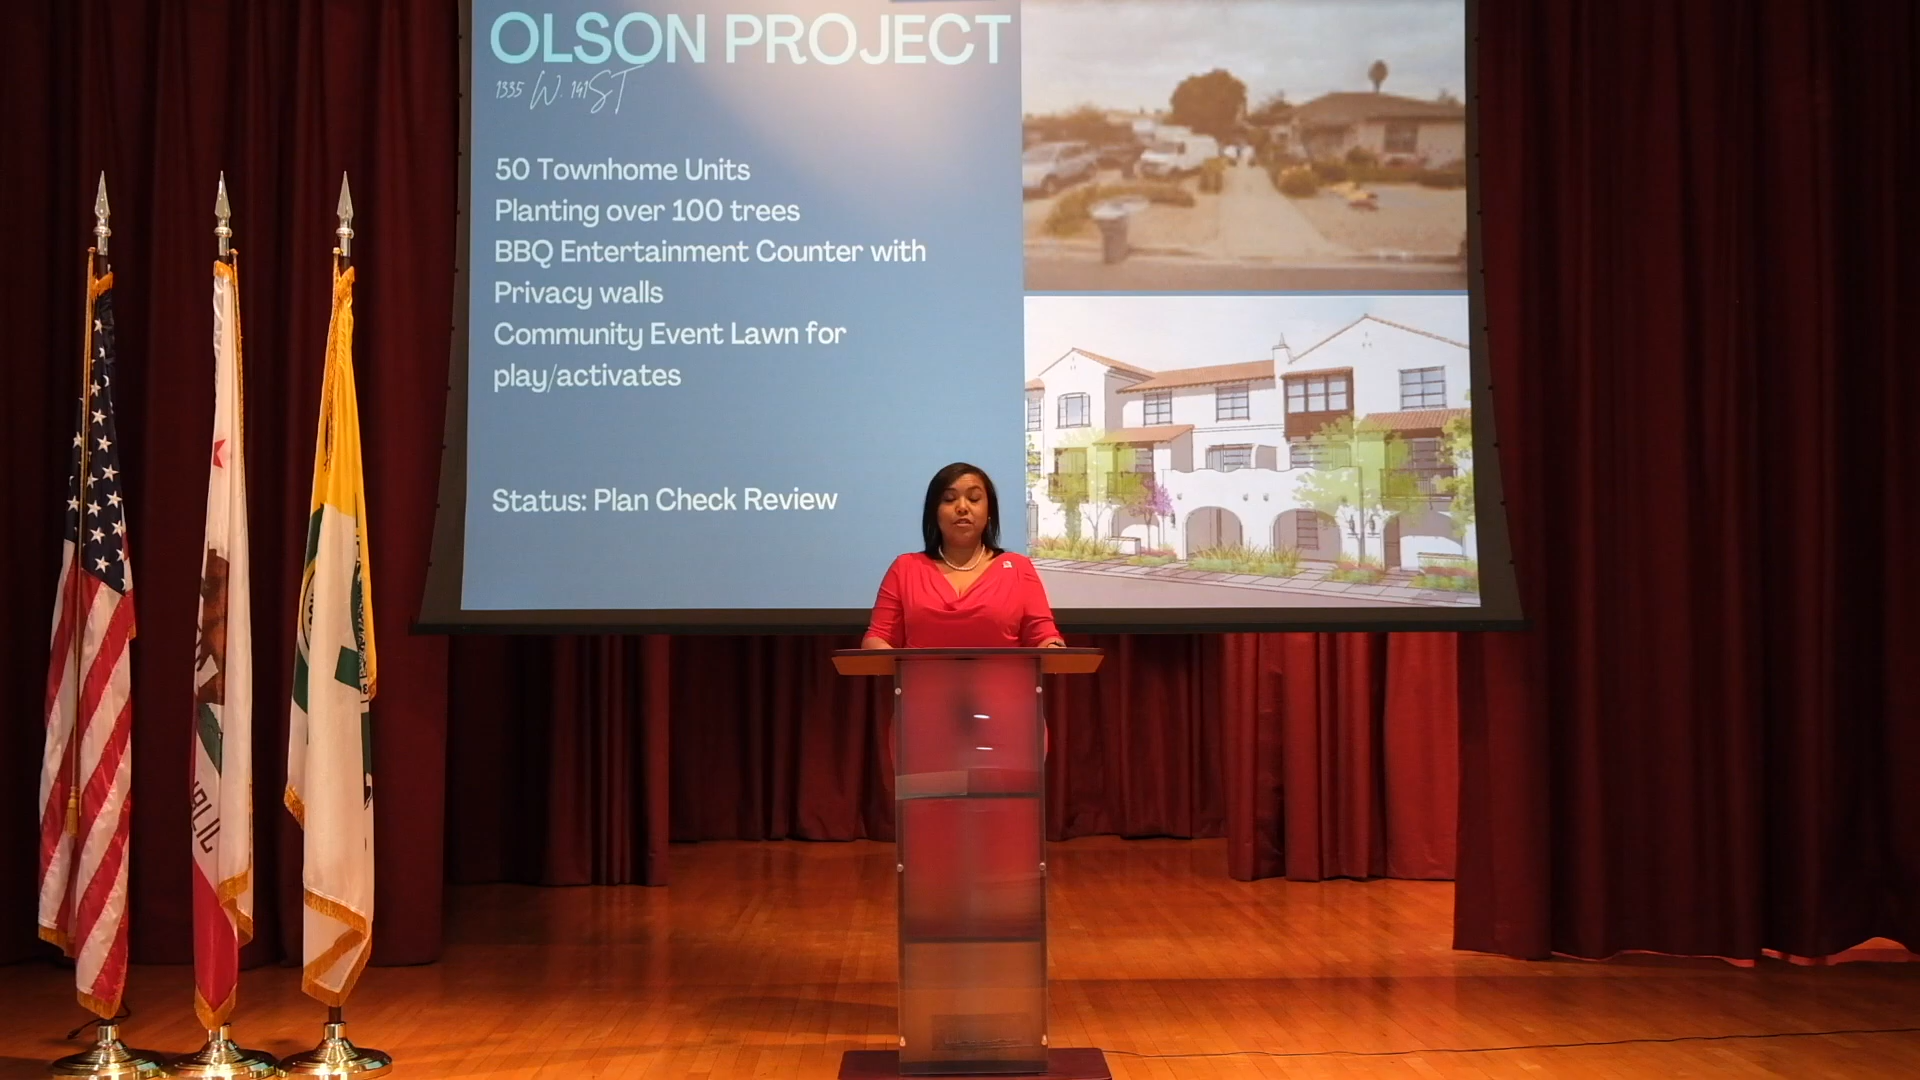 OLSON PROJECT
1335 W. 141ST
50 Townhome Units
Planting over 100 trees
BBQ Entertainment Counter with
Privacy walls
Community Event Lawn for
play/activates
Status: Plan Check Review